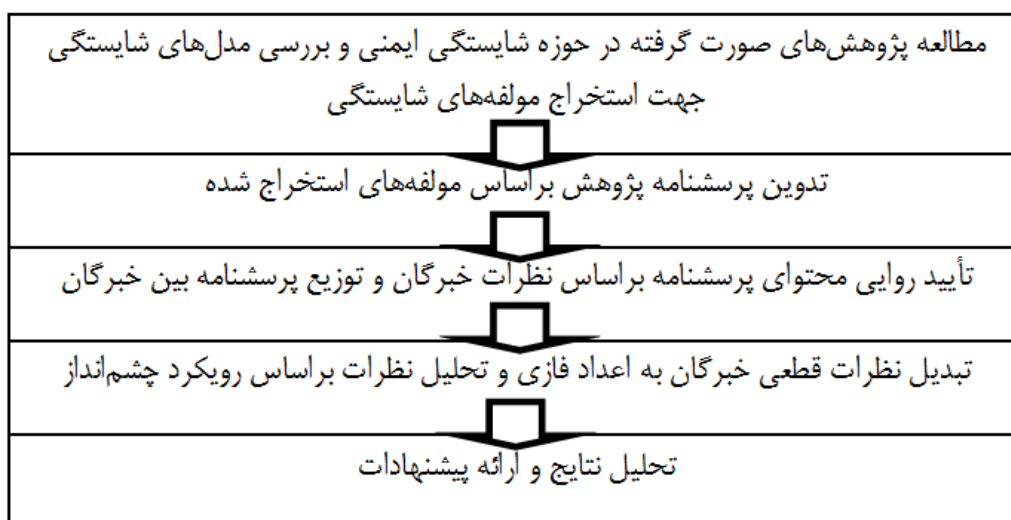 مطالعه پژوهش‌های صورت گرفته در حوزه شایستگی ایمنی و بررسی مدل‌های شایستگی
جهت استخراج مولفه‌های شایستگی
تدوین پرسشنامه پژوهش براساس مولفه‌های استخراج شده
تأیید روایی محتوای پرسشنامه براساس نظرات خبرگان و توزیع پرسشنامه بین خبرگان
تبدیل نظرات قطعی خبرگان به اعداد فازی و تحلیل نظرات براساس رویکرد چشم‌انداز
تحلیل نتایج و ارائه پیشنهادات